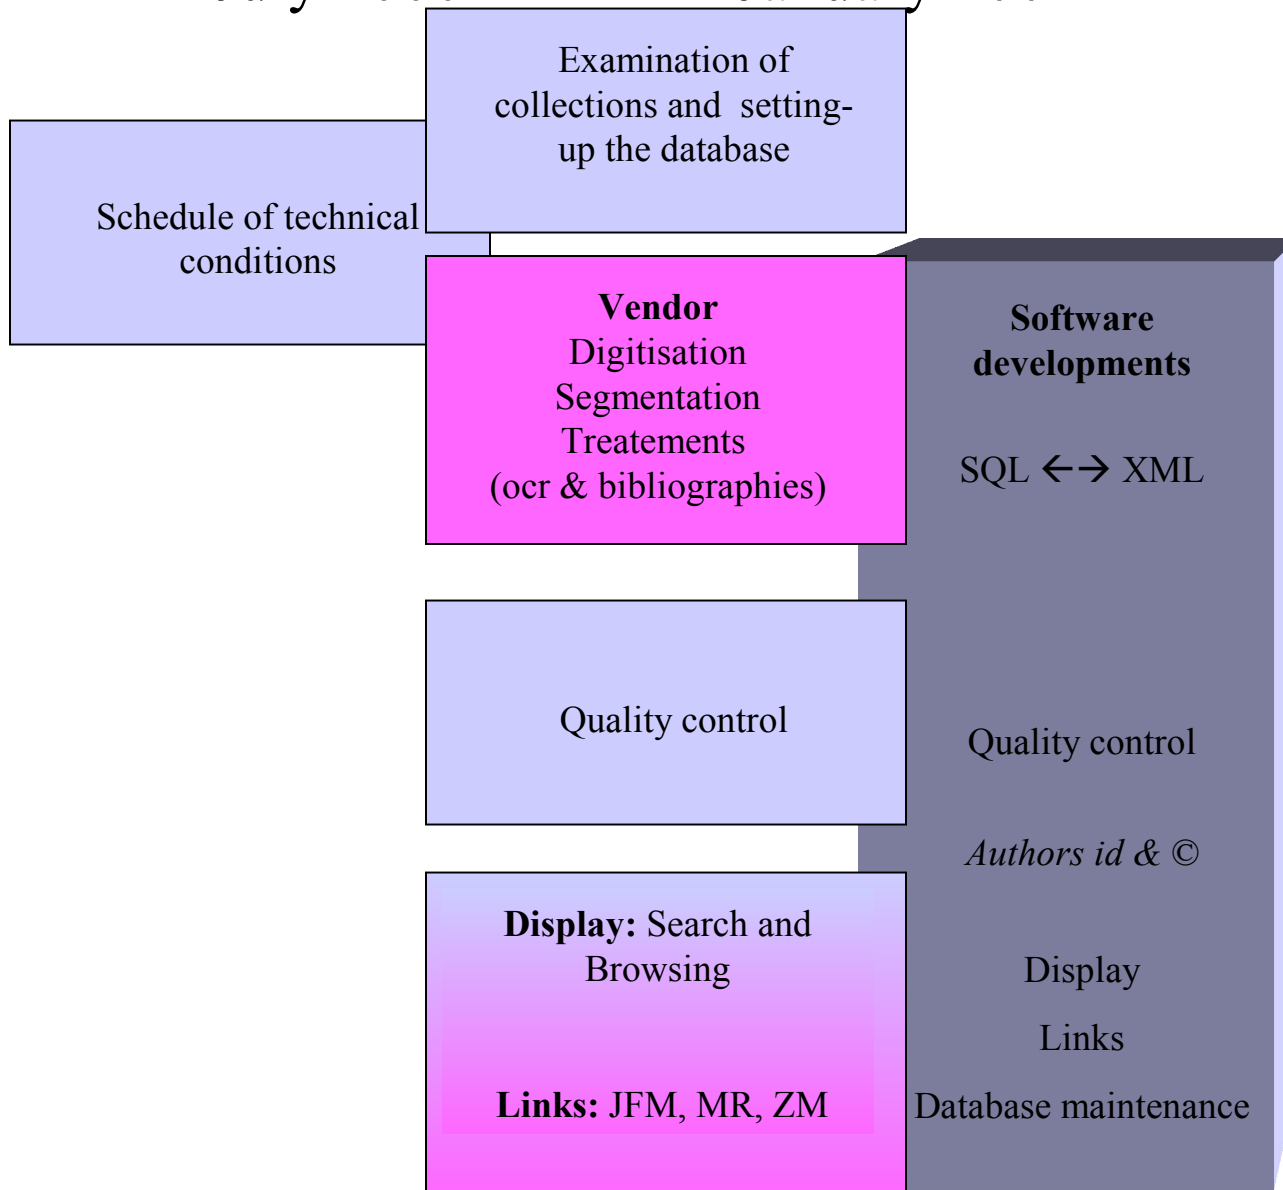 Examination of
collections and setting-
up the database
Schedule of technical
conditions
Vendor
Digitisation
Segmentation
Treatements
(ocr & bibliographies)
Software
developments
SQL ←→ XML
Quality control
Quality control
Authors id & ©
Display: Search and
Browsing
Links: JFM, MR, ZM
Display
Links
Database maintenance